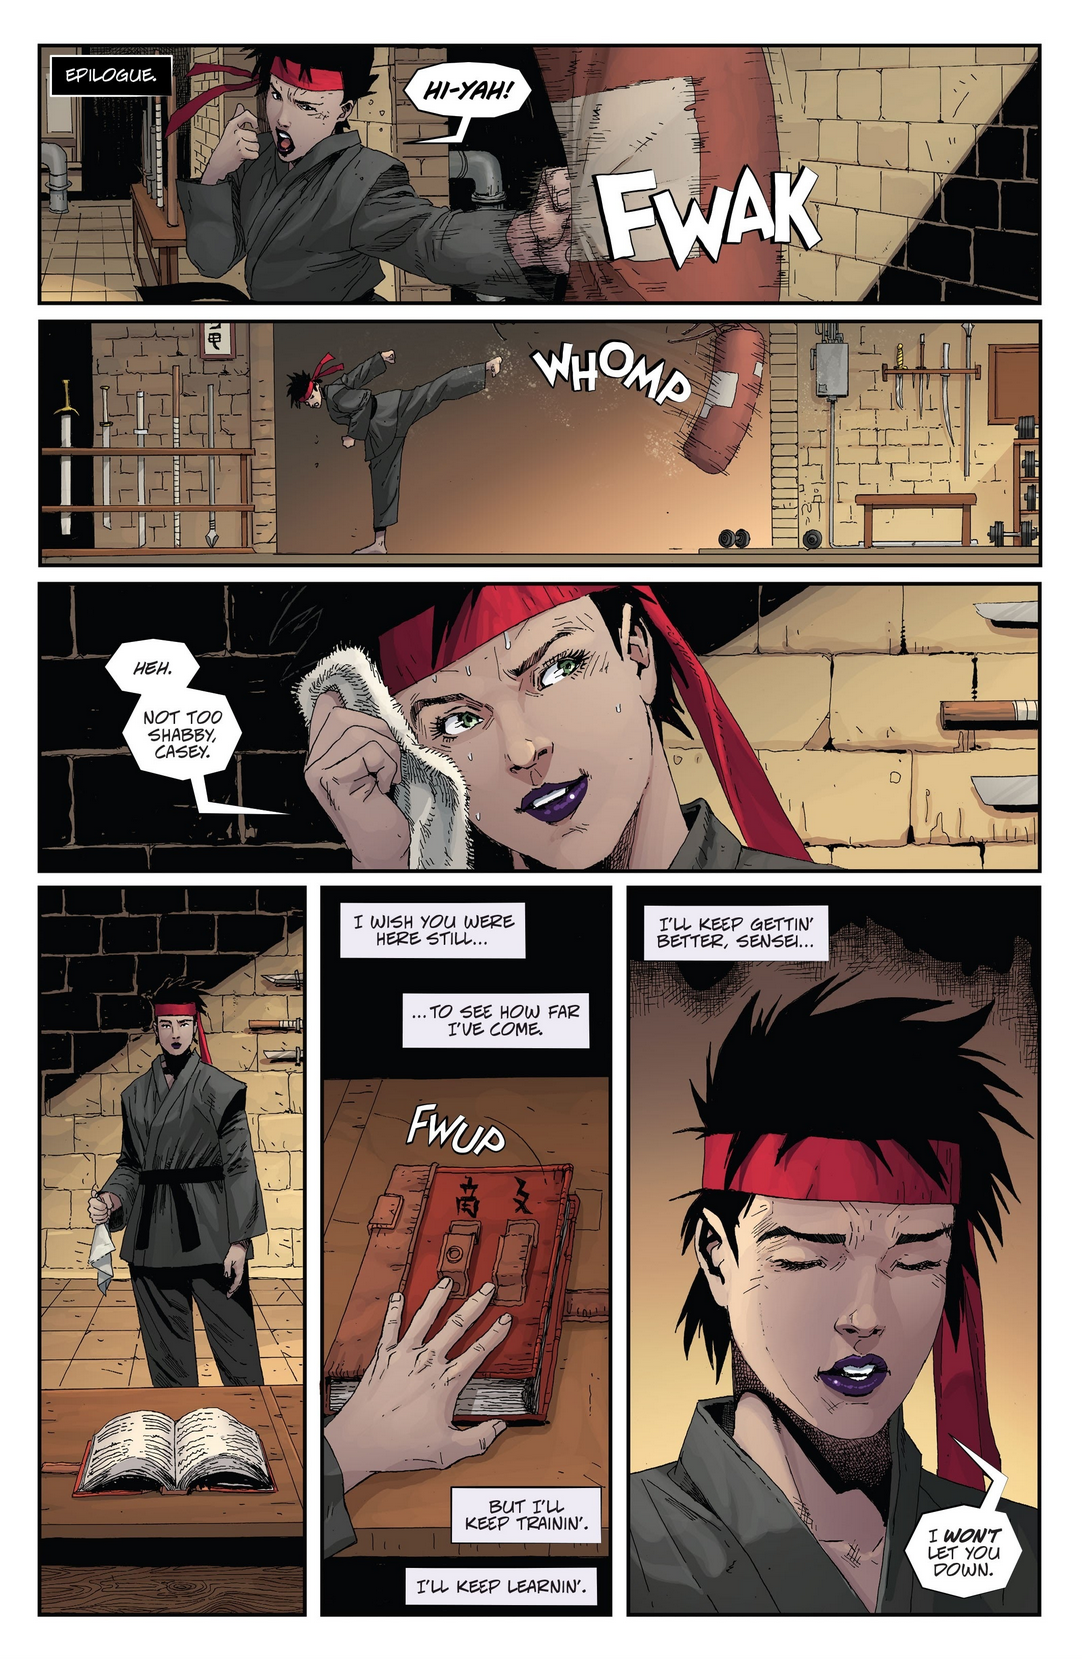 EPILOGUE.
HI-YAH!
FWAK
WHOMP
HEH.
NOT TOO
SHABBY,
CASEY.
I WISH YOU WERE
HERE STILL...
...TO SEE HOW FAR
I'VE COME.
FWUP
BUT I'LL
KEEP TRAININ'.
I'LL KEEP LEARNIN'.
I'LL KEEP GETTIN'
BETTER, SENSEI...
I WON'T
LET YOU
DOWN.